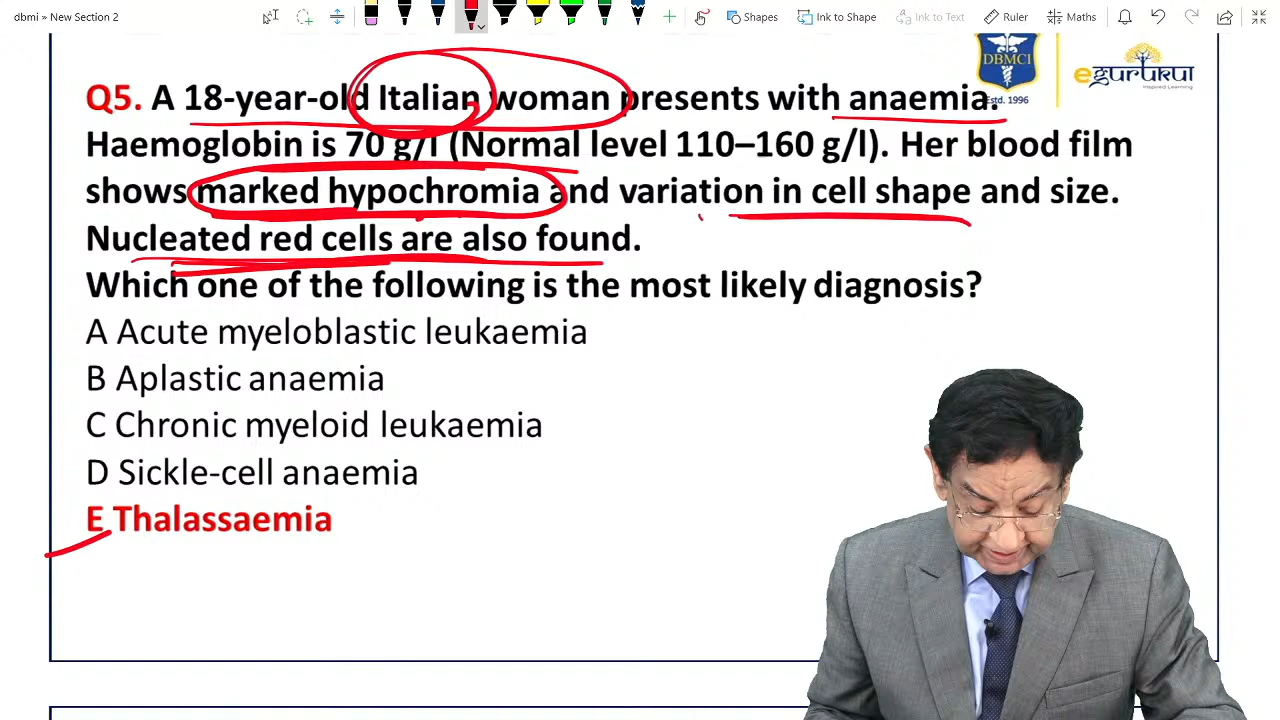 dbmi » New Section 2
Shapes
Ink to Shape
Ink to Text
Ruler
Maths
DBMCI
Estd. 1996
egurukul
Inspired Learning
Q5. A 18-year-old Italian woman presents with anaemia.
Haemoglobin is 70 g/l (Normal level 110–160 g/l). Her blood film
shows marked hypochromia and variation in cell shape and size.
Nucleated red cells are also found.
Which one of the following is the most likely diagnosis?
A Acute myeloblastic leukaemia
B Aplastic anaemia
C Chronic myeloid leukaemia
D Sickle-cell anaemia
E Thalassaemia